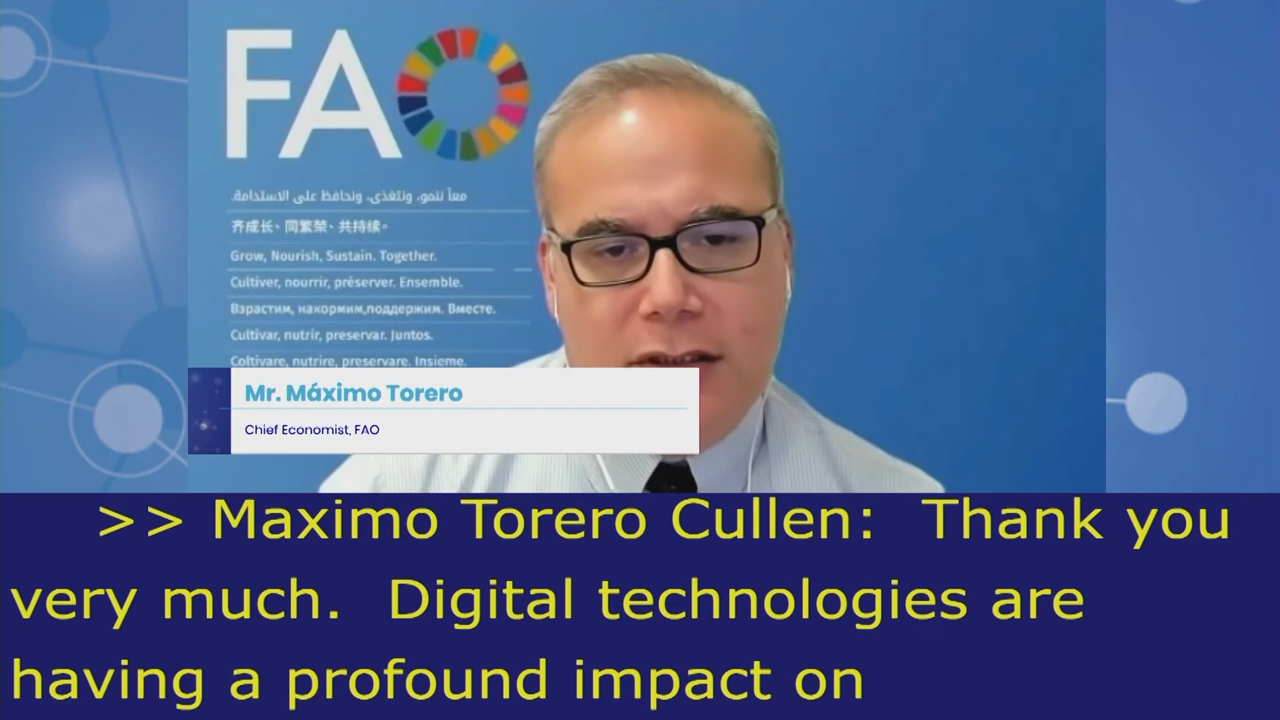 FAO
معاً ننمو، ونتغذى، ونحافظ على الاستدامة.
齐成长、同繁荣、共持续。
Grow, Nourish, Sustain. Together.
Cultiver, nourrir, préserver. Ensemble.
Взрастим, накормим,поддержим. Вместе.
Cultivar, nutrir, preservar. Juntos.
Coltivare, nutrire, preservare. Insieme.
Mr. Máximo Torero
Chief Economist, FAO
>> Maximo Torero Cullen: Thank you
very much. Digital technologies are
having a profound impact on